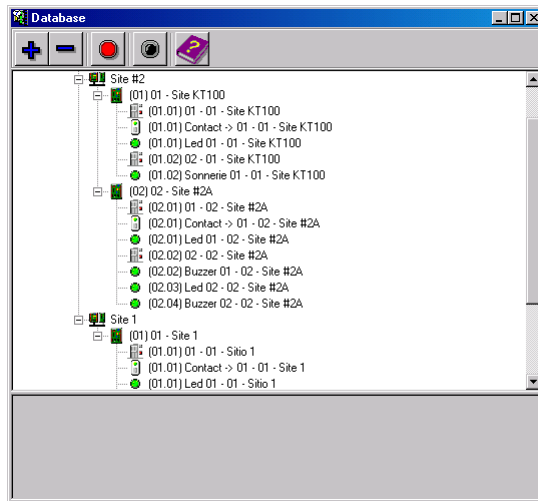 Database
Site #2
(01) 01 - Site KT100
(01.01) 01 - 01 - Site KT100
(01.01) Contact -> 01 - 01 - Site KT100
(01.01) Led 01 - 01 - Site KT100
(01.02) 02 - 01 - Site KT100
(01.02) Sonnerie 01 - 01 - Site KT100
(02) 02 - Site #2A
(02.01) 01 - 02 - Site #2A
(02.01) Contact -> 01 - 02 - Site #2A
(02.01) Led 01 - 02 - Site #2A
(02.02) 02 - 02 - Site #2A
(02.02) Buzzer 01 - 02 - Site #2A
(02.03) Led 02 - 02 - Site #2A
(02.04) Buzzer 02 - 02 - Site #2A
Site 1
(01) 01 - Site 1
(01.01) 01 - 01 - Sitio 1
(01.01) Contact -> 01 - 01 - Site 1
(01.01) Led 01 - 01 - Sitio 1